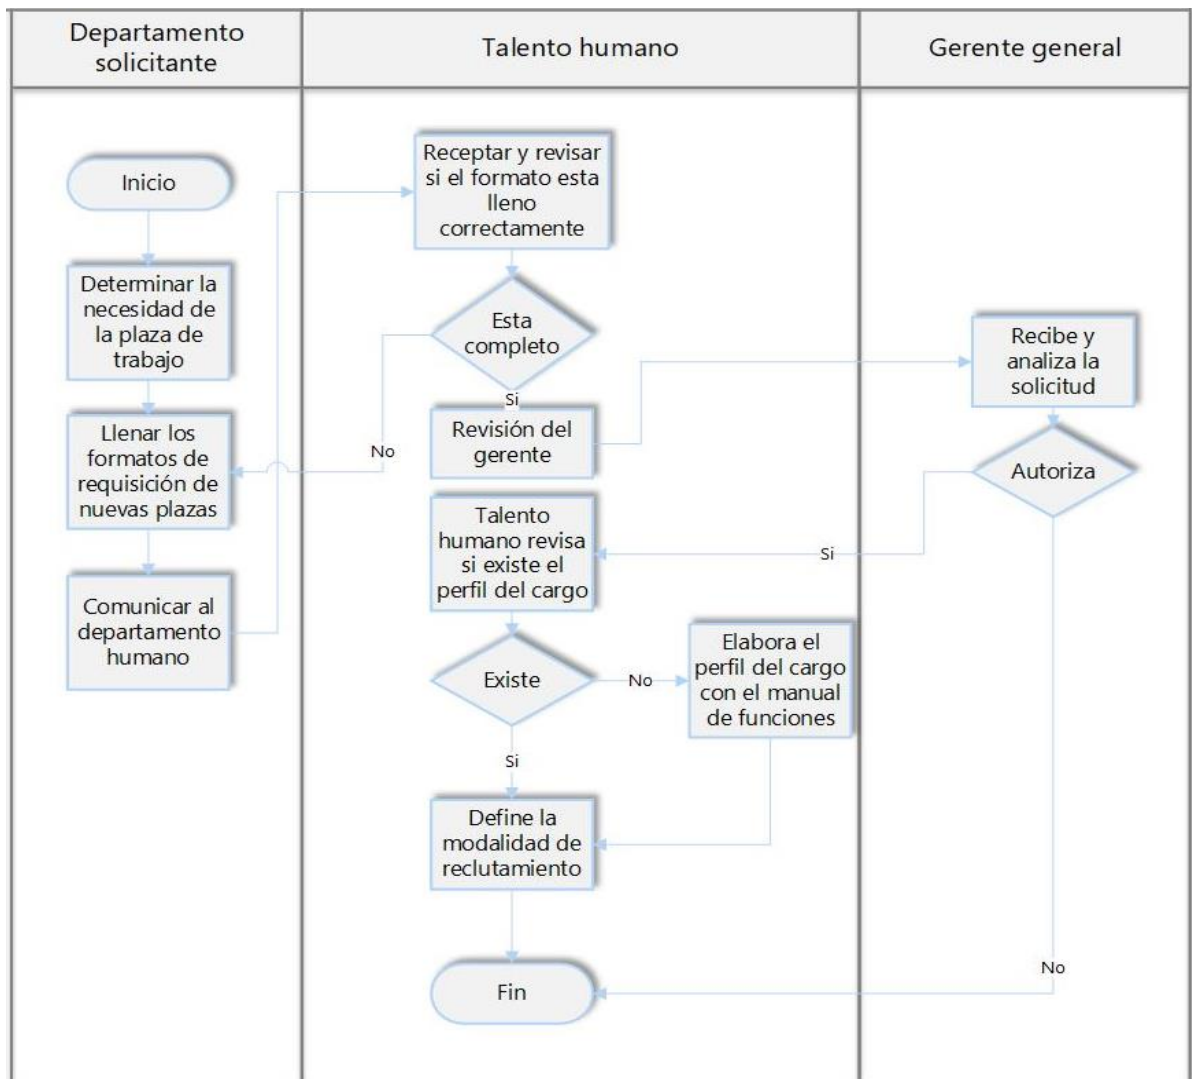 Departamento
solicitante
Talento humano
Gerente general
Inicio
Determinar la
necesidad de
la plaza de
trabajo
Llenar los
formatos de
requisición de
nuevas plazas
Comunicar al
departamento
humano
Receptar y revisar
si el formato esta
lleno
correctamente
Esta
completo
No
Si
Revisión del
gerente
Recibe y
analiza la
solicitud
Autoriza
Si
Talento
humano revisa
si existe el
perfil del cargo
Existe
No
Elabora el
perfil del cargo
con el manual
de funciones
Si
Define la
modalidad de
reclutamiento
No
Fin